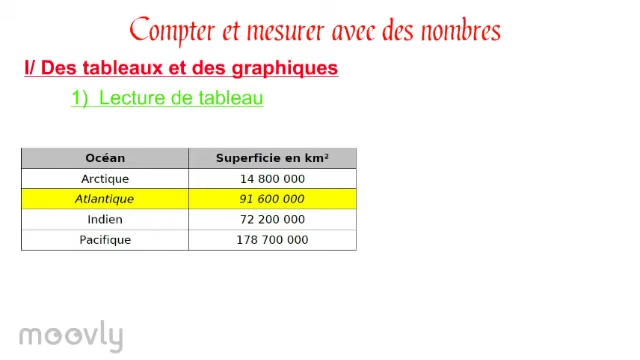 Compter et mesurer avec des nombres
I/ Des tableaux et des graphiques
1) Lecture de tableau
Océan Superficie en km²
Arctique 14 800 000
Atlantique 91 600 000
Indien 72 200 000
Pacifique 178 700 000
moovly